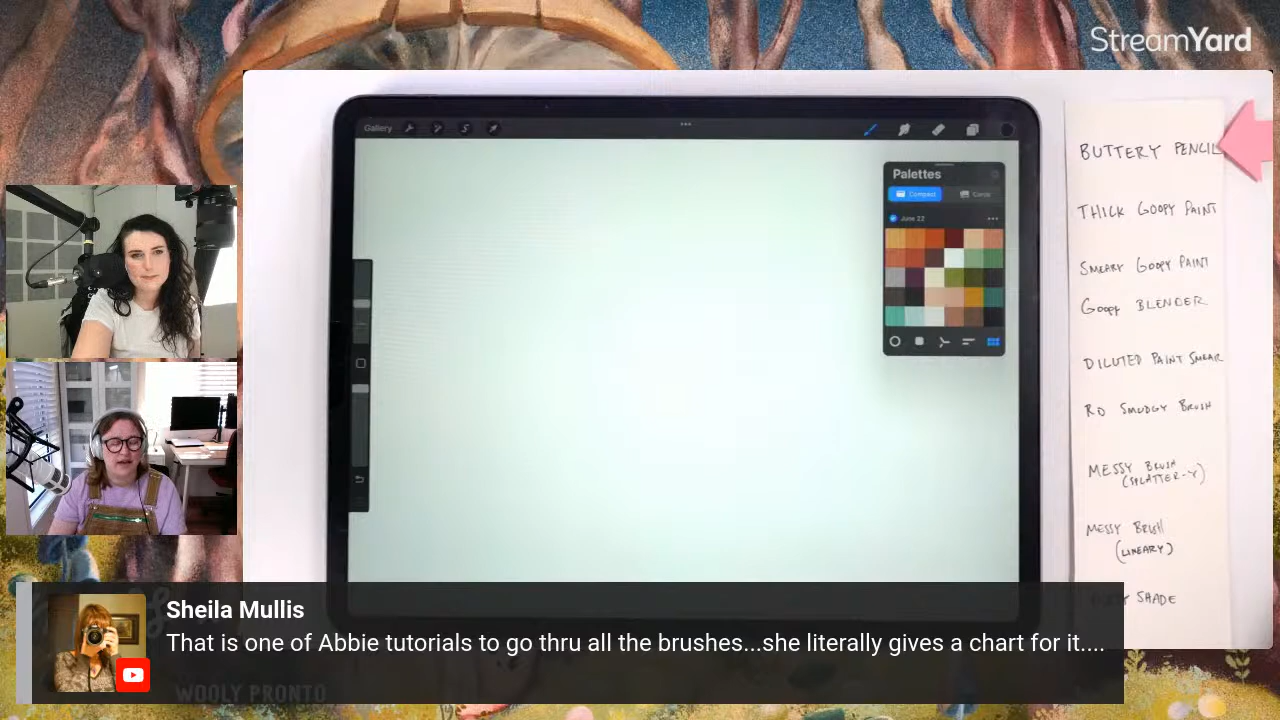 StreamYard
Gallery
Palettes
Compact
Cards
June 22
BUTTERY PENCIL
THICK GOOPY PAINT
SMEARY GOOPY PAINT
GOOPY BLENDER
DILUTED PAINT SMEAR
RD SMUDGY BRUSH
MESSY BRUSH
(SPLATTER-Y)
MESSY BRUSH
(LINEARY)
SHADE
Sheila Mullis
That is one of Abbie tutorials to go thru all the brushes...she literally gives a chart for it....
WOOLY PRONTO